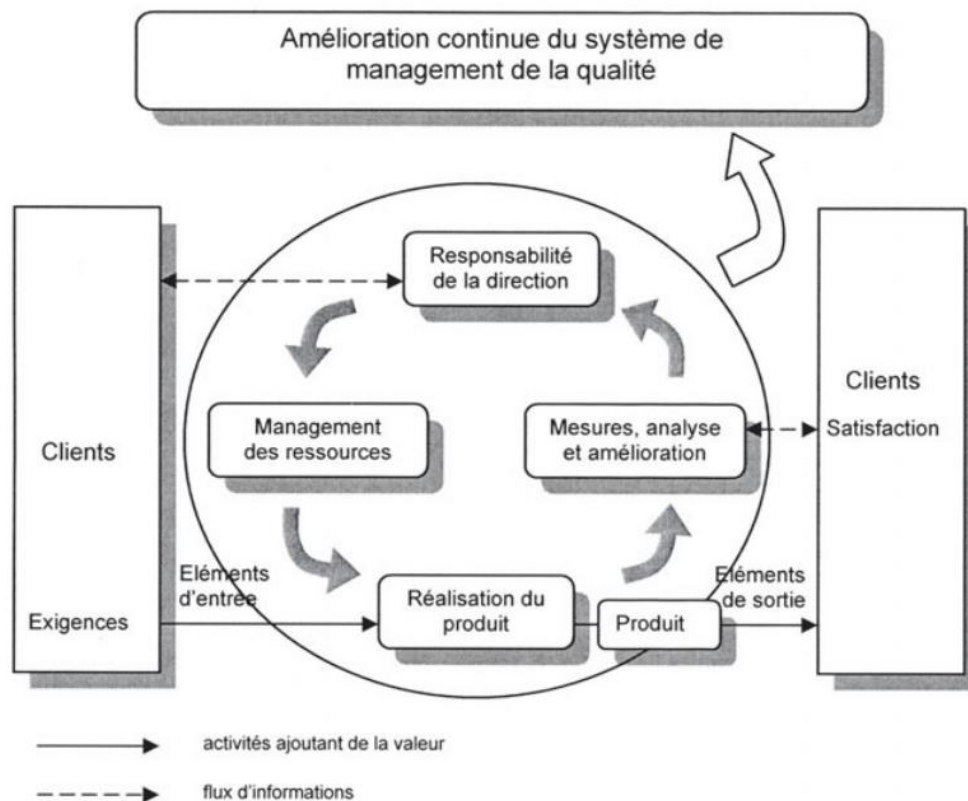 Amélioration continue du système de
management de la qualité
Responsabilité
de la direction
Management
des ressources
Mesures, analyse
et amélioration
Clients
Clients
Satisfaction
Eléments
d'entrée
Exigences
Réalisation du
produit
Produit
Eléments
de sortie
activités ajoutant de la valeur
flux d'informations